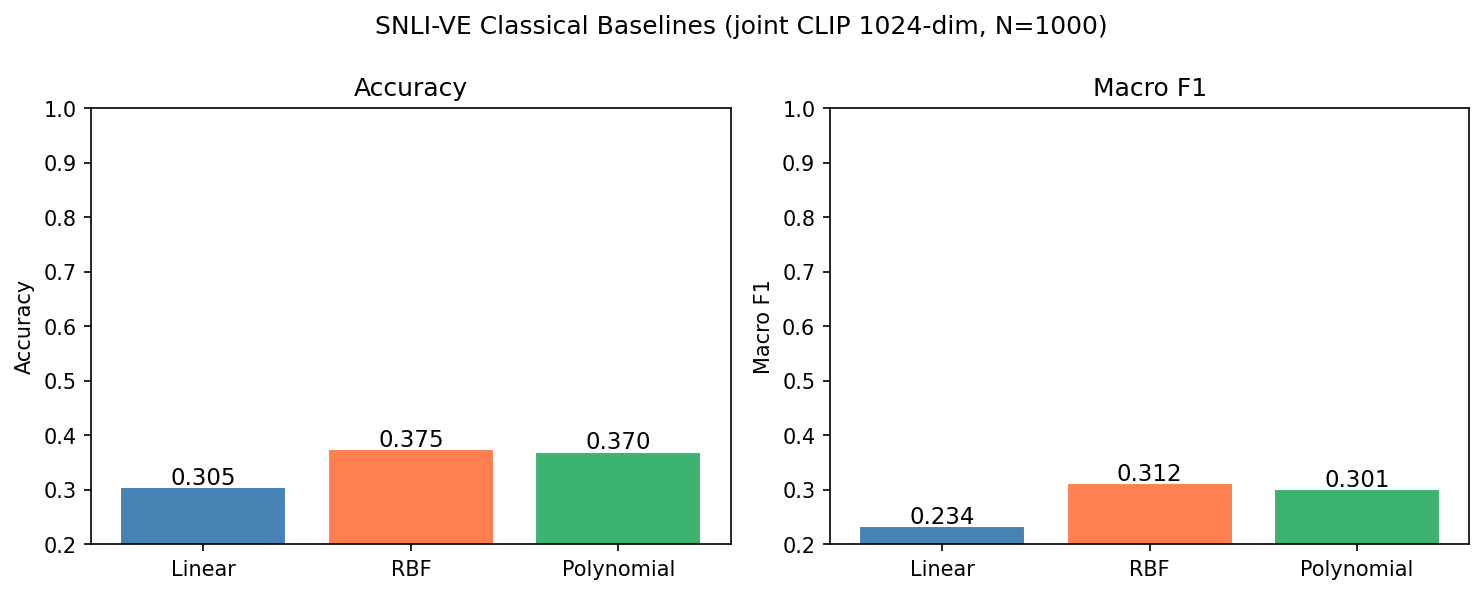 SNLI-VE Classical Baselines (joint CLIP 1024-dim, N=1000)
Accuracy
Accuracy
1.0
0.9
0.8
0.7
0.6
0.5
0.4
0.3
0.2
0.305
0.375
0.370
Linear
RBF
Polynomial
Macro F1
Macro F1
1.0
0.9
0.8
0.7
0.6
0.5
0.4
0.3
0.2
0.234
0.312
0.301
Linear
RBF
Polynomial